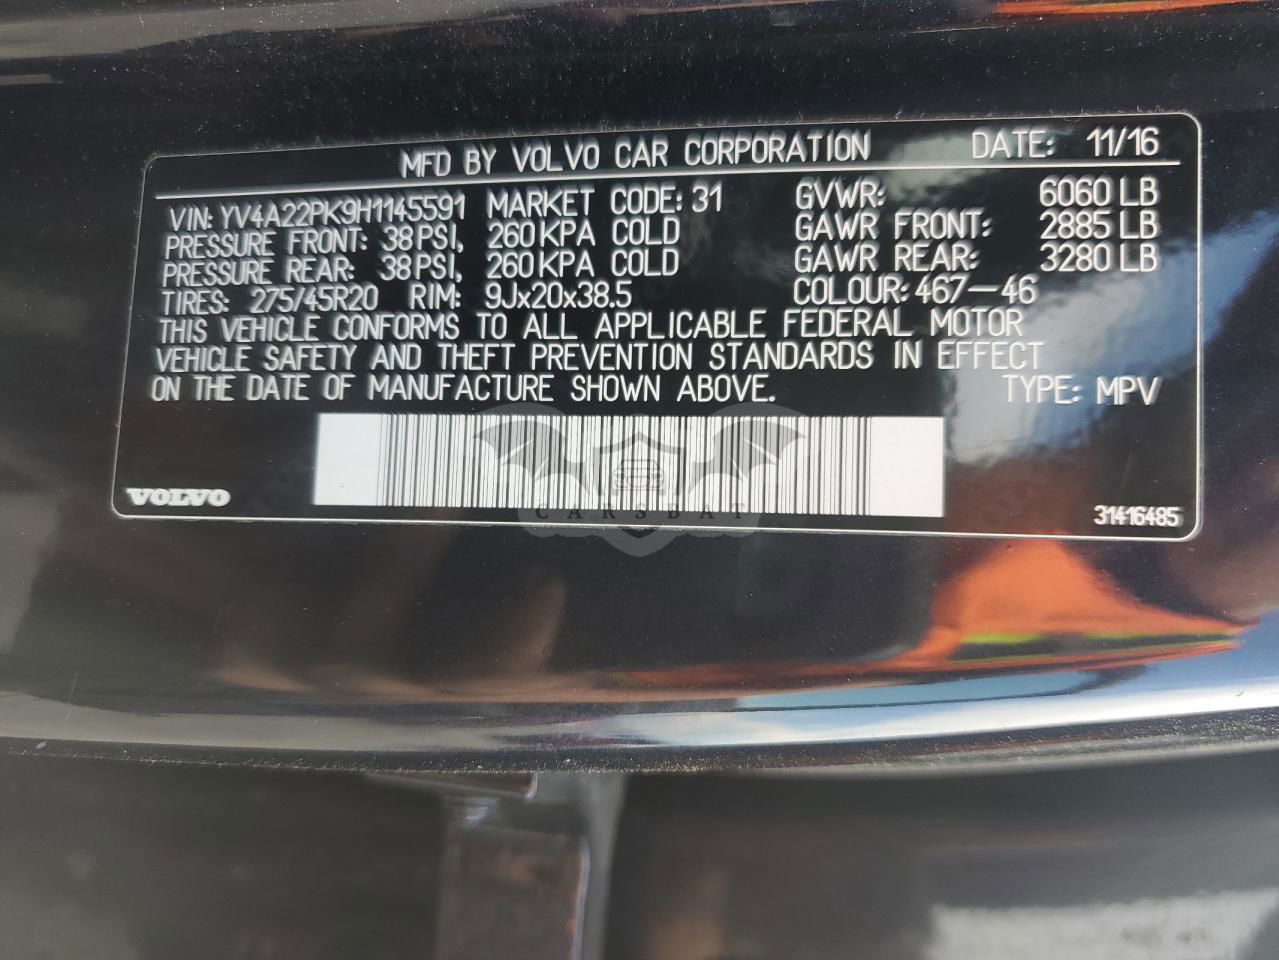 MFD BY VOLVO CAR CORPORATION DATE: 11/16
VIN: YV4A22PK9H1145591 MARKET CODE: 31 GVWR: 6060 LB
PRESSURE FRONT: 38 PSI, 260 KPA COLD GAWR FRONT: 2885 LB
PRESSURE REAR: 38 PSI, 260 KPA COLD GAWR REAR: 3280 LB
TIRES: 275/45R20 RIM: 9Jx20x38.5 COLOUR: 467-46
THIS VEHICLE CONFORMS TO ALL APPLICABLE FEDERAL MOTOR
VEHICLE SAFETY AND THEFT PREVENTION STANDARDS IN EFFECT
ON THE DATE OF MANUFACTURE SHOWN ABOVE. TYPE: MPV
VOLVO
CARSBAT
31416485